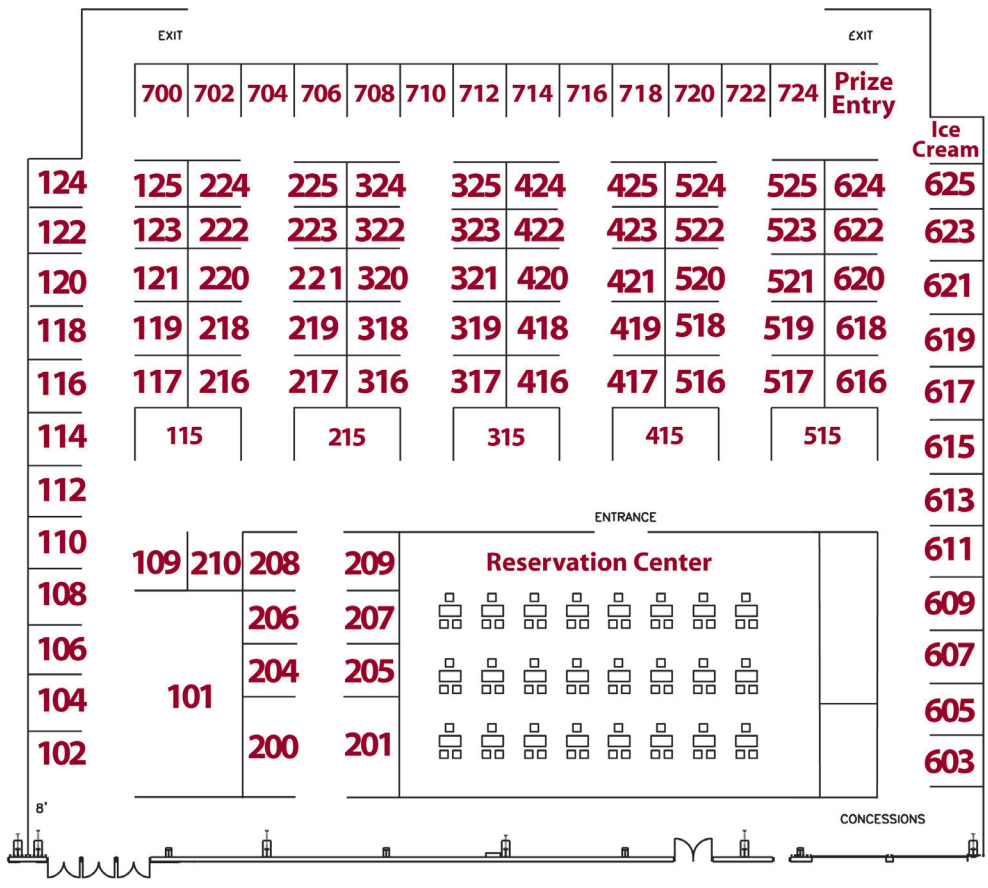 EXIT
EXIT
700 702 704 706 708 710 712 714 716 718 720 722 724 Prize Entry
Ice
Cream
124 125 224 225 324 325 424 425 524 525 624 625
122 123 222 223 322 323 422 423 522 523 622 623
120 121 220 221 320 321 420 421 520 521 620 621
118 119 218 219 318 319 418 419 518 519 618 619
116 117 216 217 316 317 416 417 516 517 616 617
114 115 215 315 415 515 615
112 613
ENTRANCE
110 109 210 208 209 Reservation Center 611
108 206 207 609
106 204 205 607
104 101 605
102 200 201 603
8'
CONCESSIONS